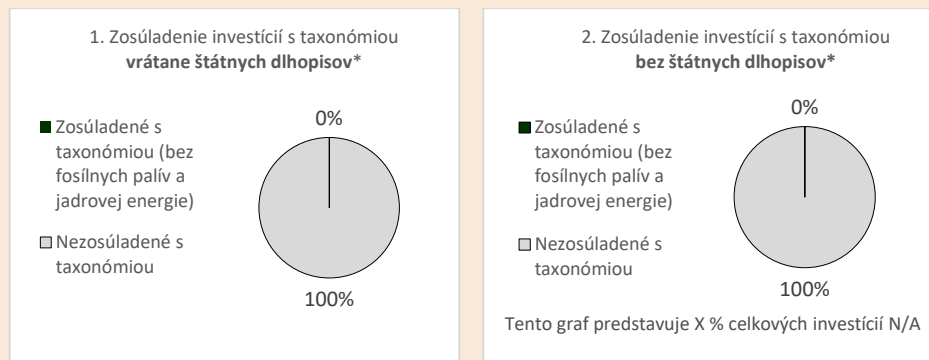 1. Zosúladenie investícií s taxonómiou
vrátane štátnych dlhopisov*
Zosúladené s
taxonómiou (bez
fosílnych palív a
jadrovej energie)
Nezosúladené s
taxonómiou
0%
100%
2. Zosúladenie investícií s taxonómiou
bez štátnych dlhopisov*
Zosúladené s
taxonómiou (bez
fosílnych palív a
jadrovej energie)
Nezosúladené s
taxonómiou
0%
100%
Tento graf predstavuje X % celkových investícií N/A